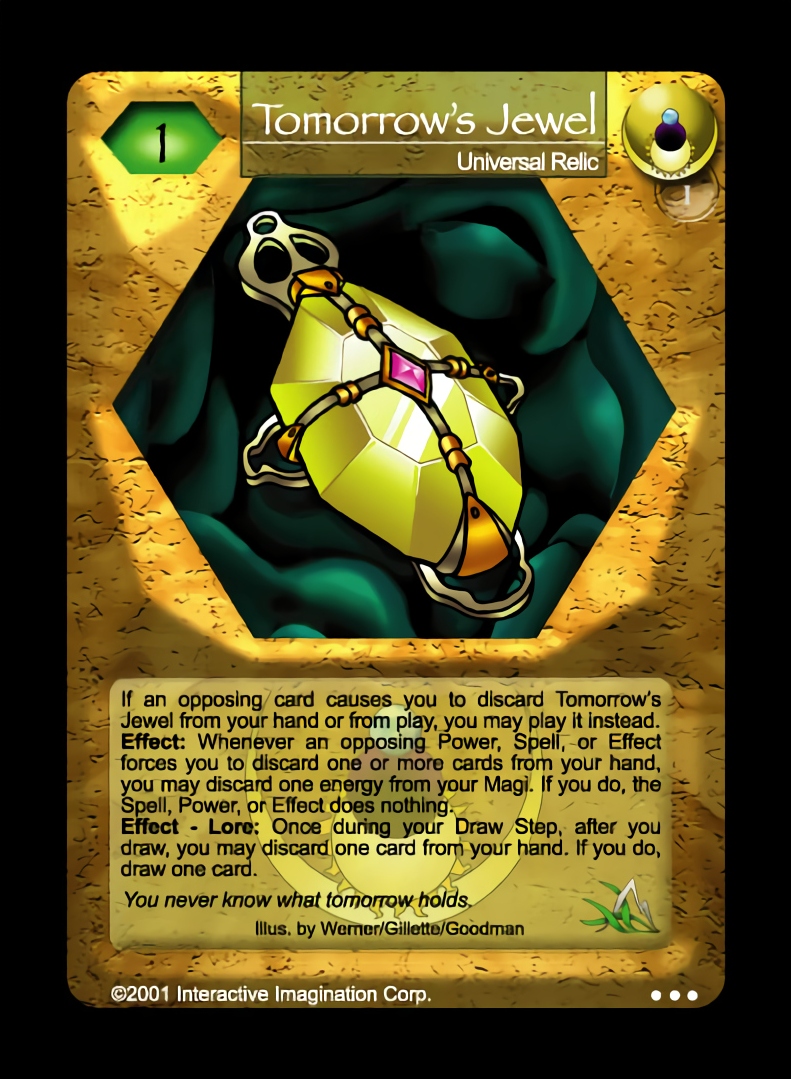 1
Tomorrow's Jewel
Universal Relic
1
If an opposing card causes you to discard Tomorrow's
Jewel from your hand or from play, you may play it instead.
Effect: Whenever an opposing Power, Spell, or Effect
forces you to discard one or more cards from your hand,
you may discard one energy from your Magi. If you do, the
Spell, Power, or Effect does nothing.
Effect - Lore: Once during your Draw Step, after you
draw, you may discard one card from your hand. If you do,
draw one card.
You never know what tomorrow holds.
Illus. by Werner/Gillette/Goodman
©2001 Interactive Imagination Corp.